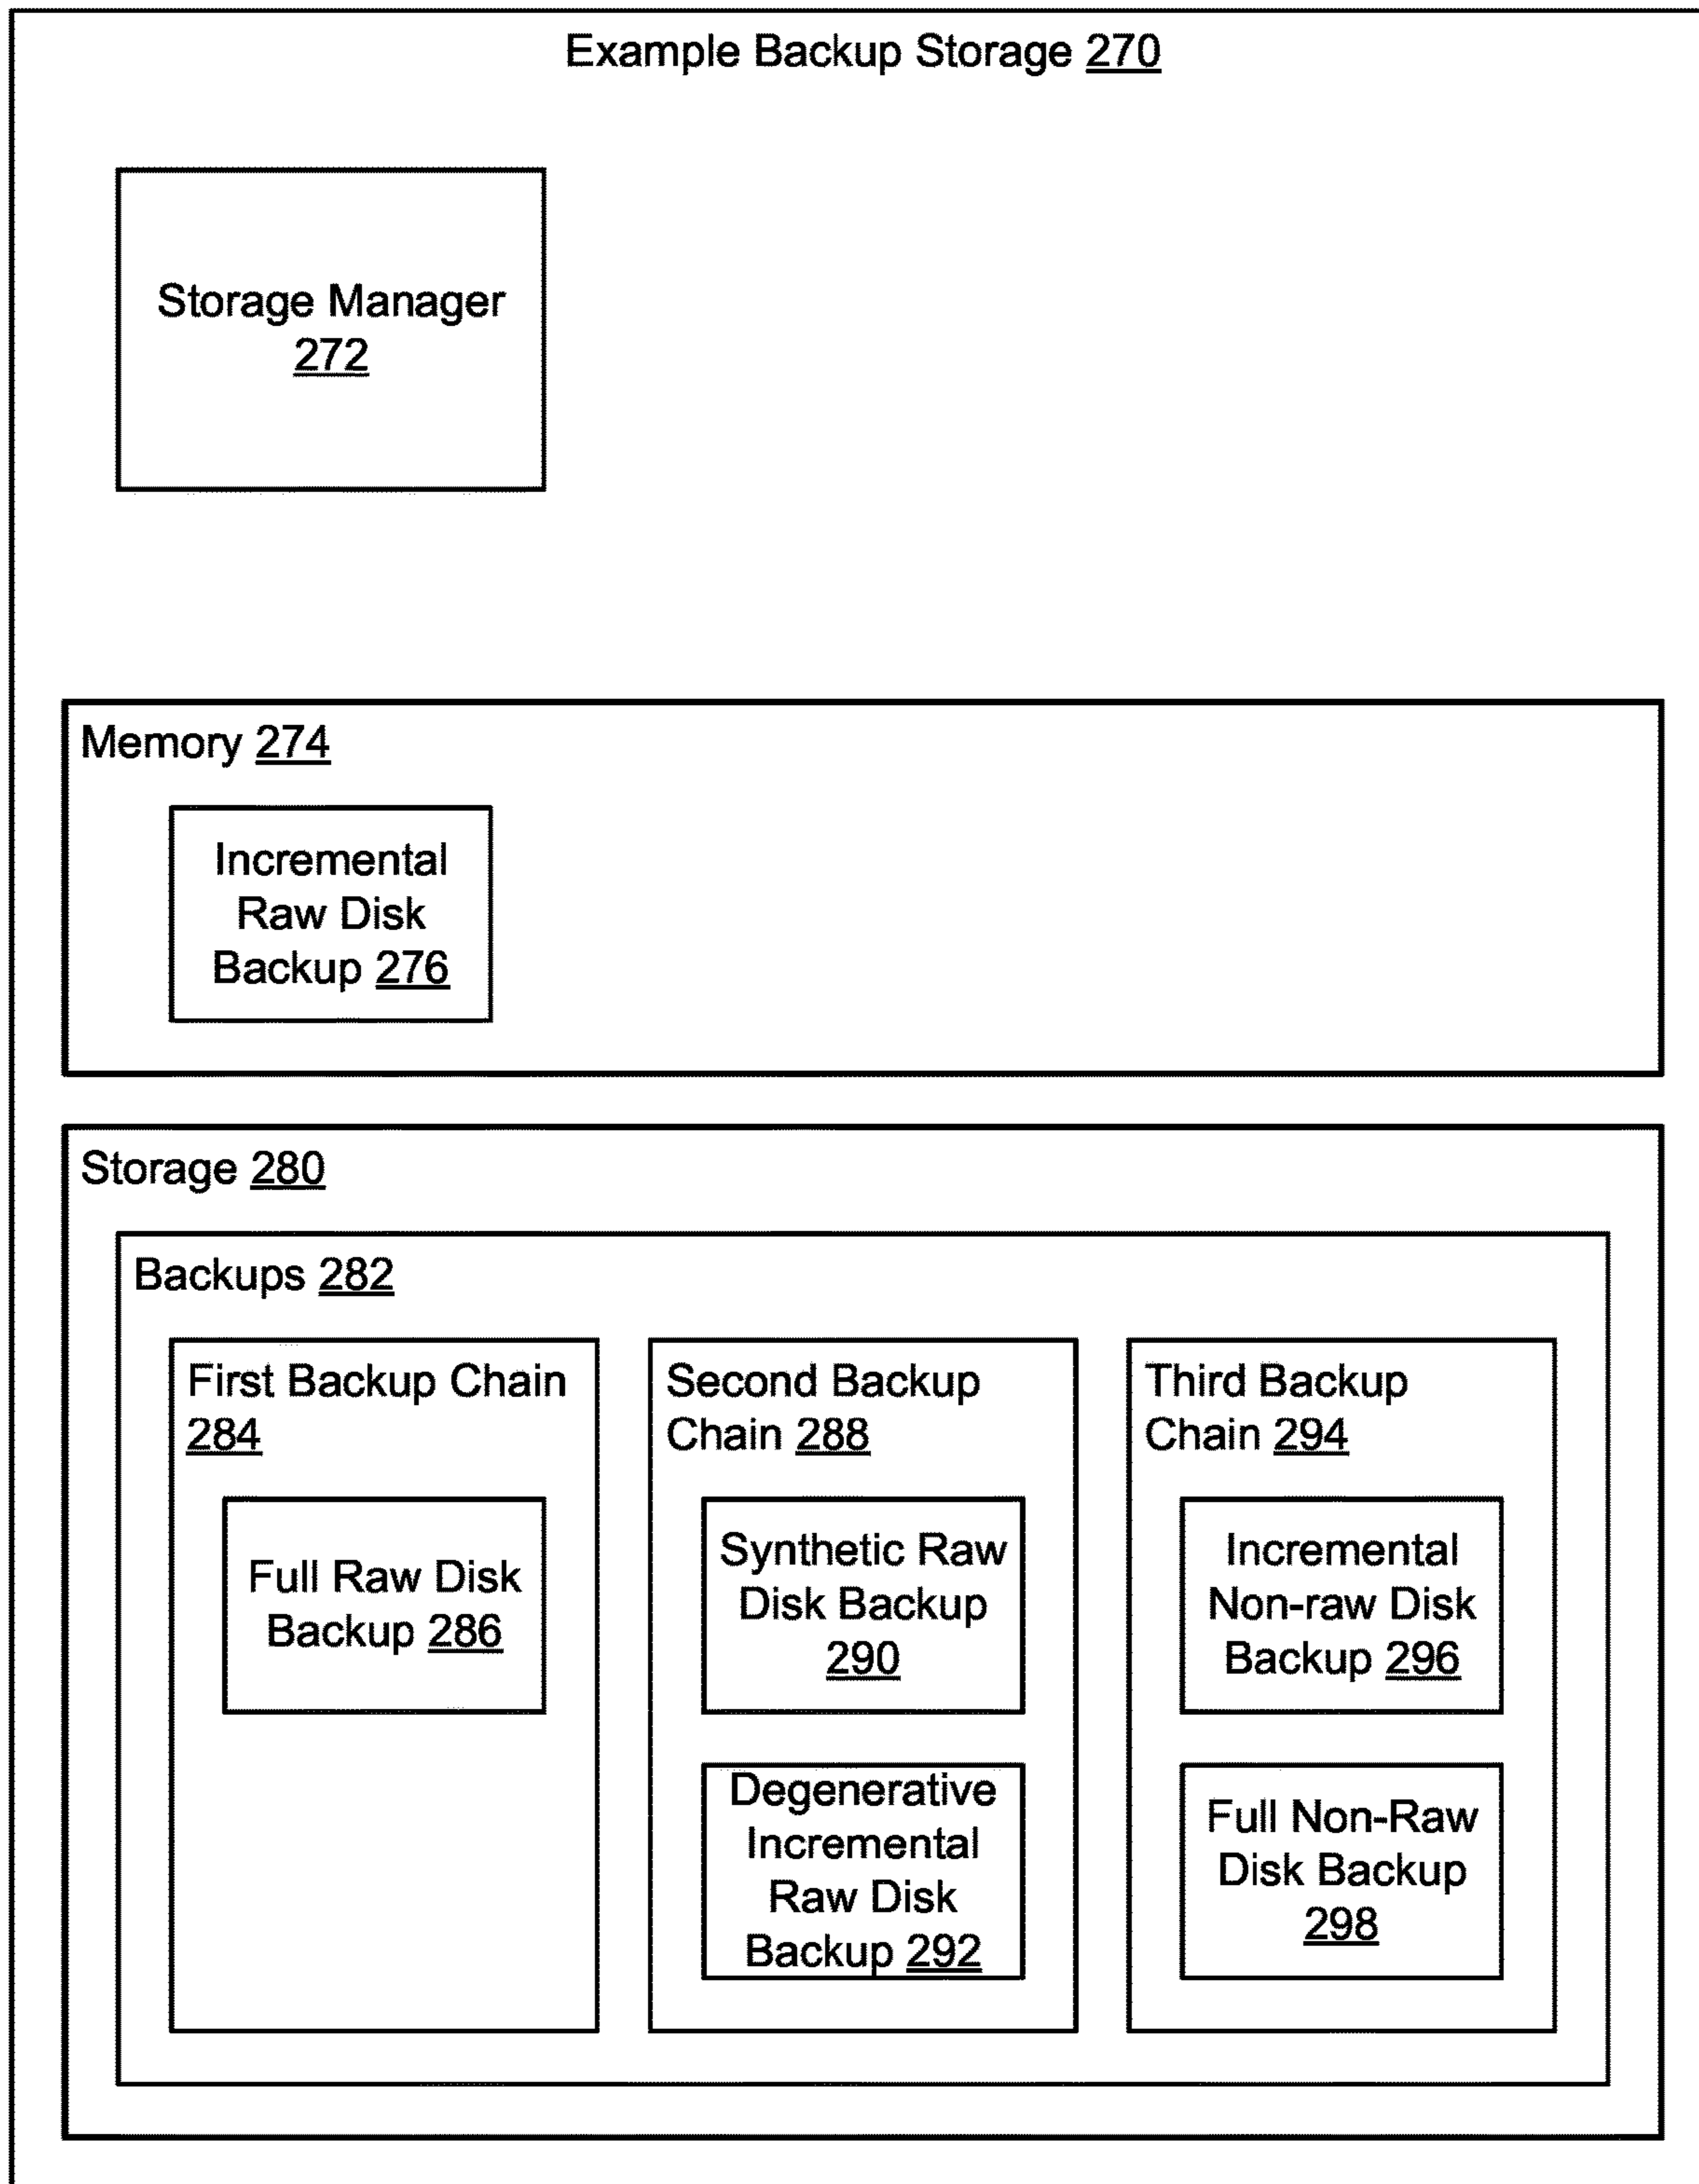 Example Backup Storage 270
Storage Manager
272
Memory 274
Incremental
Raw Disk
Backup 276
Storage 280
Backups 282
First Backup Chain
284
Full Raw Disk
Backup 286
Second Backup
Chain 288
Synthetic Raw
Disk Backup
290
Degenerative
Incremental
Raw Disk
Backup 292
Third Backup
Chain 294
Incremental
Non-raw Disk
Backup 296
Full Non-Raw
Disk Backup
298